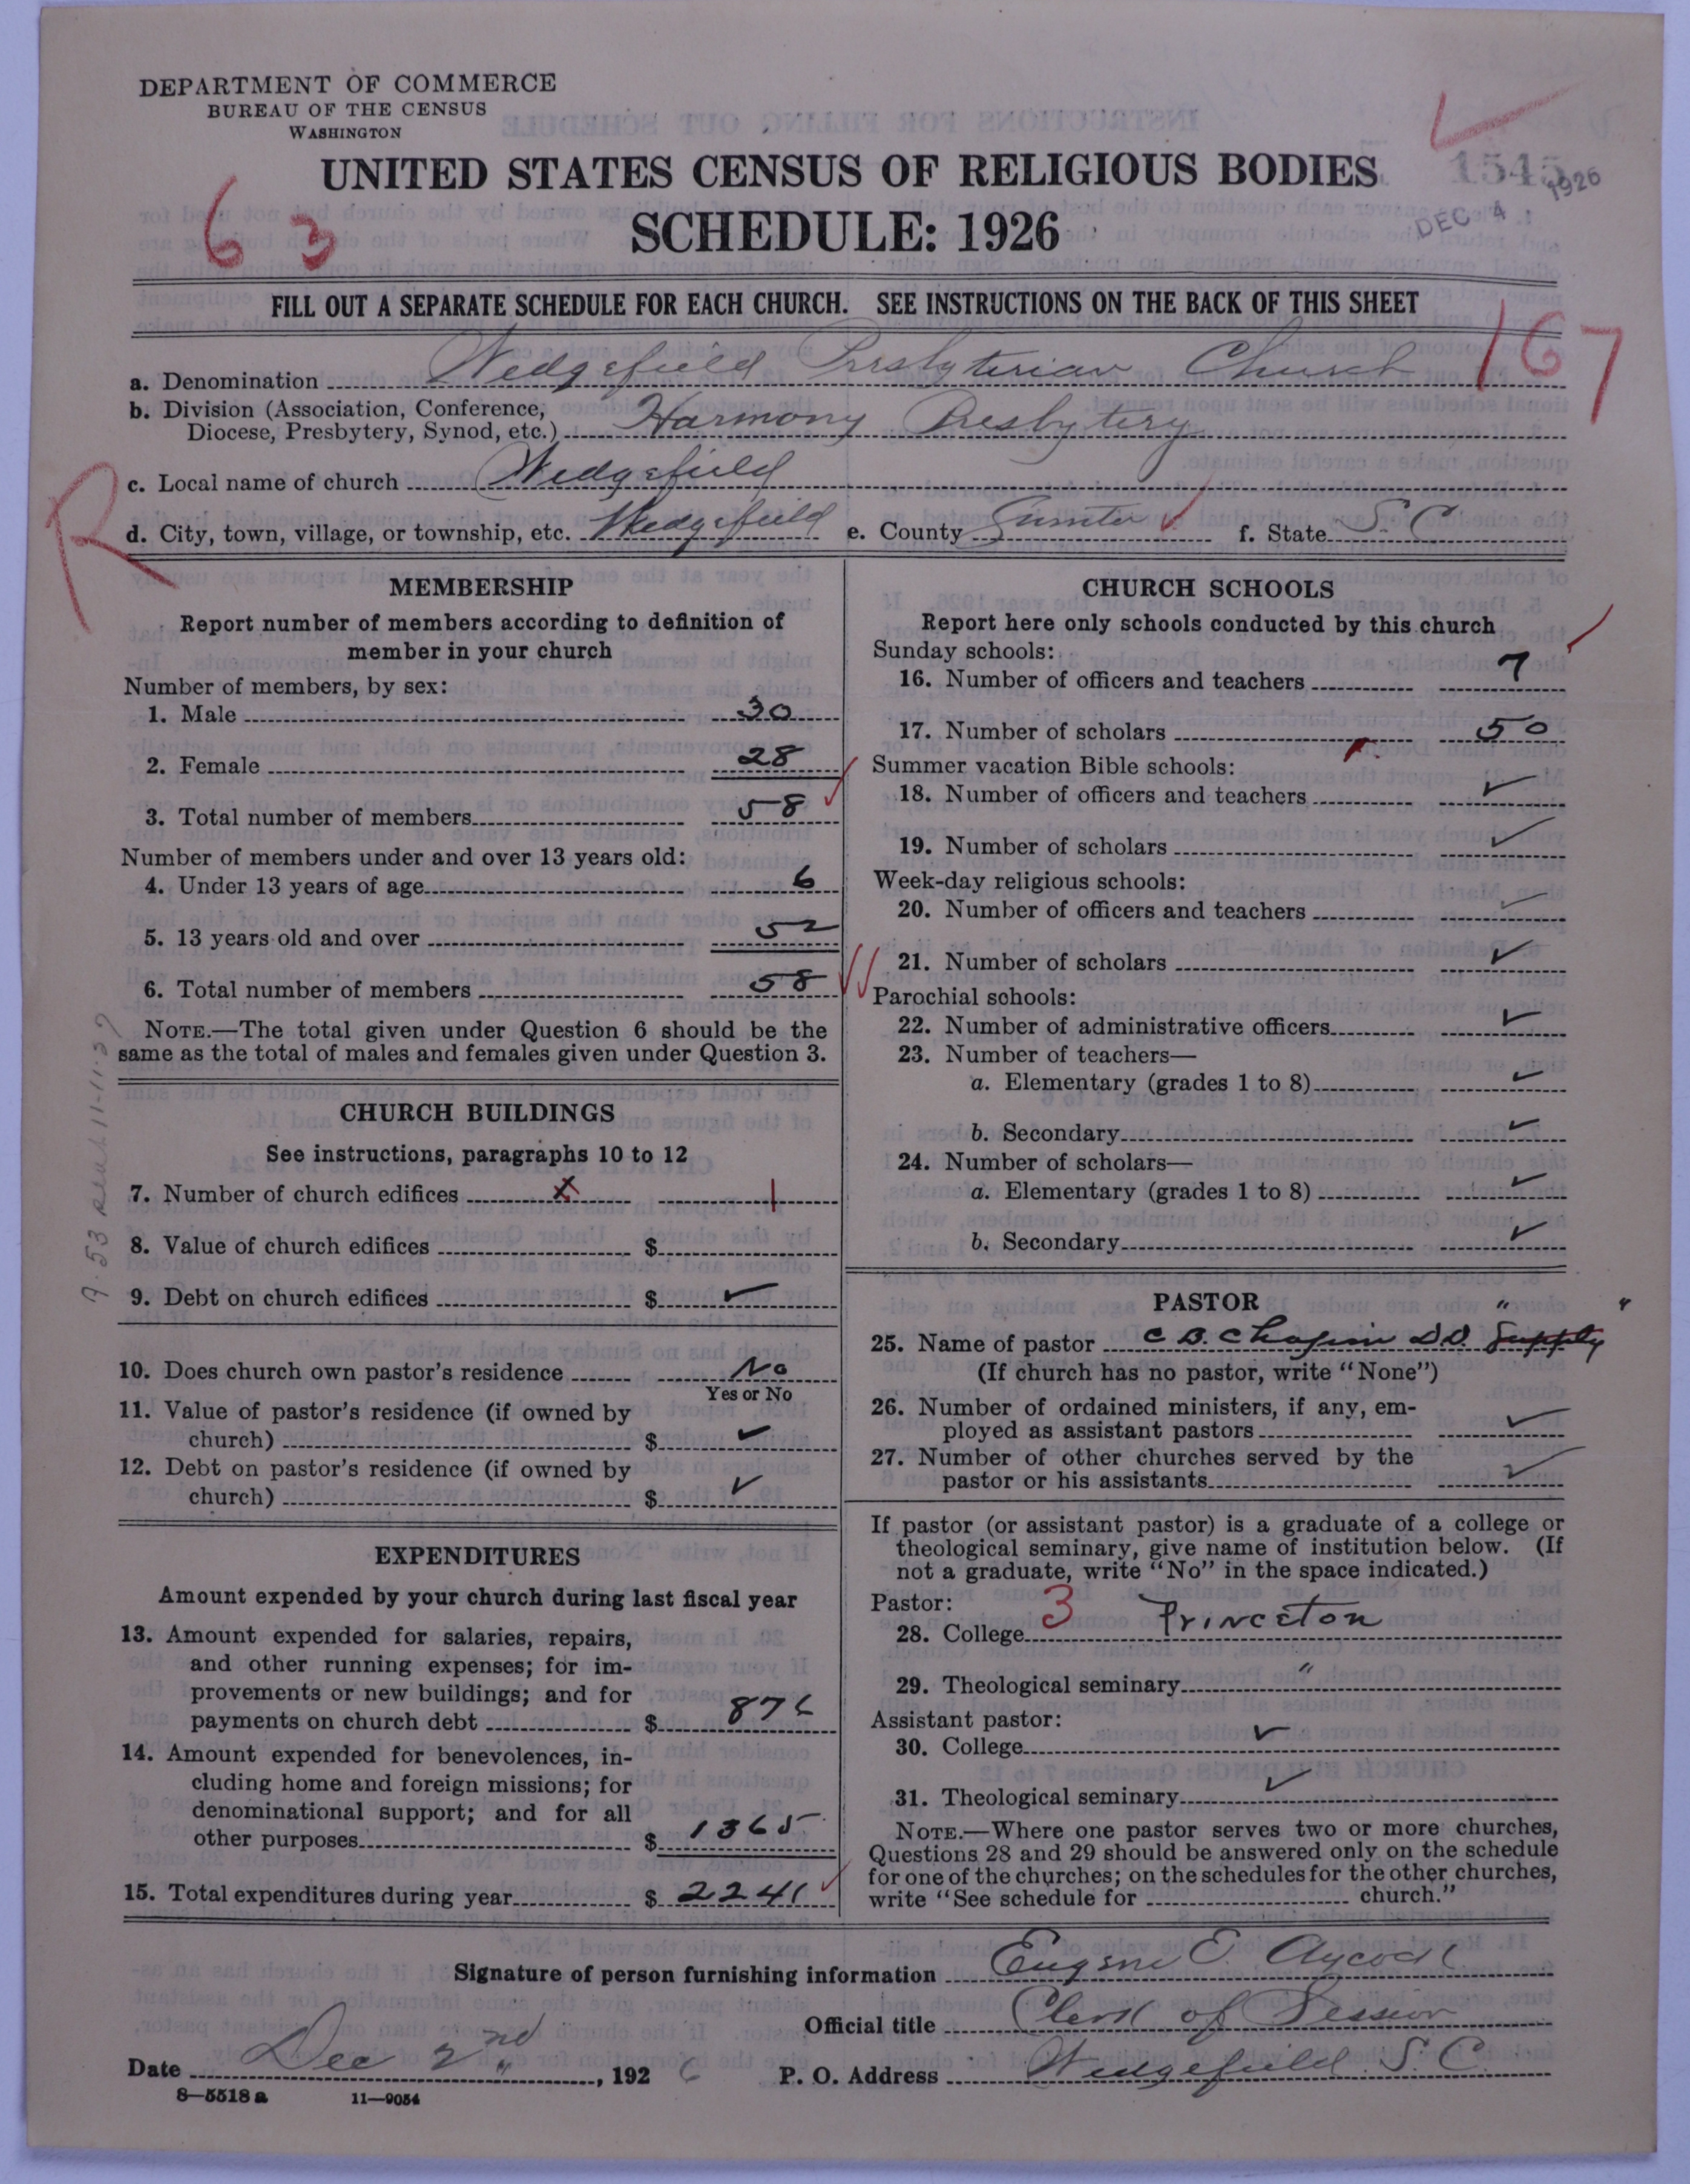 DEPARTMENT OF COMMERCE
BUREAU OF THE CENSUS
WASHINGTON
UNITED STATES CENSUS OF RELIGIOUS BODIES
SCHEDULE: 1926
1545
DEC 4 1926
63
FILL OUT A SEPARATE SCHEDULE FOR EACH CHURCH. SEE INSTRUCTIONS ON THE BACK OF THIS SHEET
167
a. Denomination Wedgefield Presbyterian Church
b. Division (Association, Conference,
Diocese, Presbytery, Synod, etc.) Harmony Presbytery
R
c. Local name of church Wedgefield
d. City, town, village, or township, etc. Wedgefield e. County Sumter ✓ f. State S. C.
MEMBERSHIP
Report number of members according to definition of
member in your church
Number of members, by sex:
1. Male 30
2. Female 28
3. Total number of members 58 ✓
Number of members under and over 13 years old:
4. Under 13 years of age 6
5. 13 years old and over 52
6. Total number of members 58 ✓
NOTE.—The total given under Question 6 should be the
same as the total of males and females given under Question 3.
CHURCH BUILDINGS
See instructions, paragraphs 10 to 12
7. Number of church edifices x 1
8. Value of church edifices $
9. Debt on church edifices $ ✓
10. Does church own pastor's residence No
Yes or No
11. Value of pastor's residence (if owned by
church) $ ✓
12. Debt on pastor's residence (if owned by
church) $ ✓
EXPENDITURES
Amount expended by your church during last fiscal year
13. Amount expended for salaries, repairs,
and other running expenses; for im-
provements or new buildings; and for
payments on church debt $ 876
14. Amount expended for benevolences, in-
cluding home and foreign missions; for
denominational support; and for all
other purposes $ 1365
15. Total expenditures during year $ 2241 ✓
CHURCH SCHOOLS
Report here only schools conducted by this church
Sunday schools:
16. Number of officers and teachers 7
17. Number of scholars 50
Summer vacation Bible schools:
18. Number of officers and teachers ✓
19. Number of scholars ✓
Week-day religious schools:
20. Number of officers and teachers ✓
21. Number of scholars ✓
Parochial schools:
22. Number of administrative officers ✓
23. Number of teachers—
a. Elementary (grades 1 to 8) ✓
b. Secondary ✓
24. Number of scholars—
a. Elementary (grades 1 to 8) ✓
b. Secondary ✓
PASTOR
25. Name of pastor C B. Chapin D.D. Supply
(If church has no pastor, write "None")
26. Number of ordained ministers, if any, em-
ployed as assistant pastors ✓
27. Number of other churches served by the
pastor or his assistants ✓
If pastor (or assistant pastor) is a graduate of a college or
theological seminary, give name of institution below. (If
not a graduate, write "No" in the space indicated.)
Pastor: 3
28. College Princeton
29. Theological seminary "
Assistant pastor:
30. College ✓
31. Theological seminary ✓
NOTE.—Where one pastor serves two or more churches,
Questions 28 and 29 should be answered only on the schedule
for one of the churches; on the schedules for the other churches,
write "See schedule for church."
Signature of person furnishing information Eugene E. Aycock
Official title Clerk of Session
Date Dec 2nd, 1926 P. O. Address Wedgefield S. C.
8—5518a 11—9054